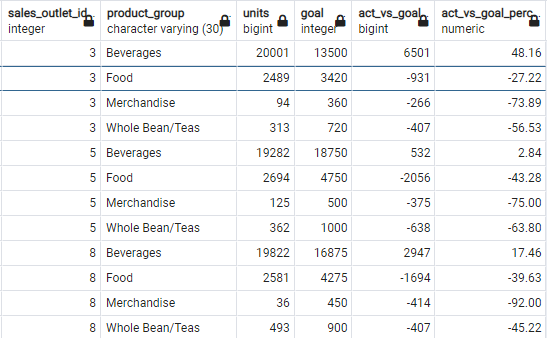 sales_outlet_id product_group units goal act_vs_goal act_vs_goal_perc
integer character varying (30) bigint integer bigint numeric
3 Beverages 20001 13500 6501 48.16
3 Food 2489 3420 -931 -27.22
3 Merchandise 94 360 -266 -73.89
3 Whole Bean/Teas 313 720 -407 -56.53
5 Beverages 19282 18750 532 2.84
5 Food 2694 4750 -2056 -43.28
5 Merchandise 125 500 -375 -75.00
5 Whole Bean/Teas 362 1000 -638 -63.80
8 Beverages 19822 16875 2947 17.46
8 Food 2581 4275 -1694 -39.63
8 Merchandise 36 450 -414 -92.00
8 Whole Bean/Teas 493 900 -407 -45.22